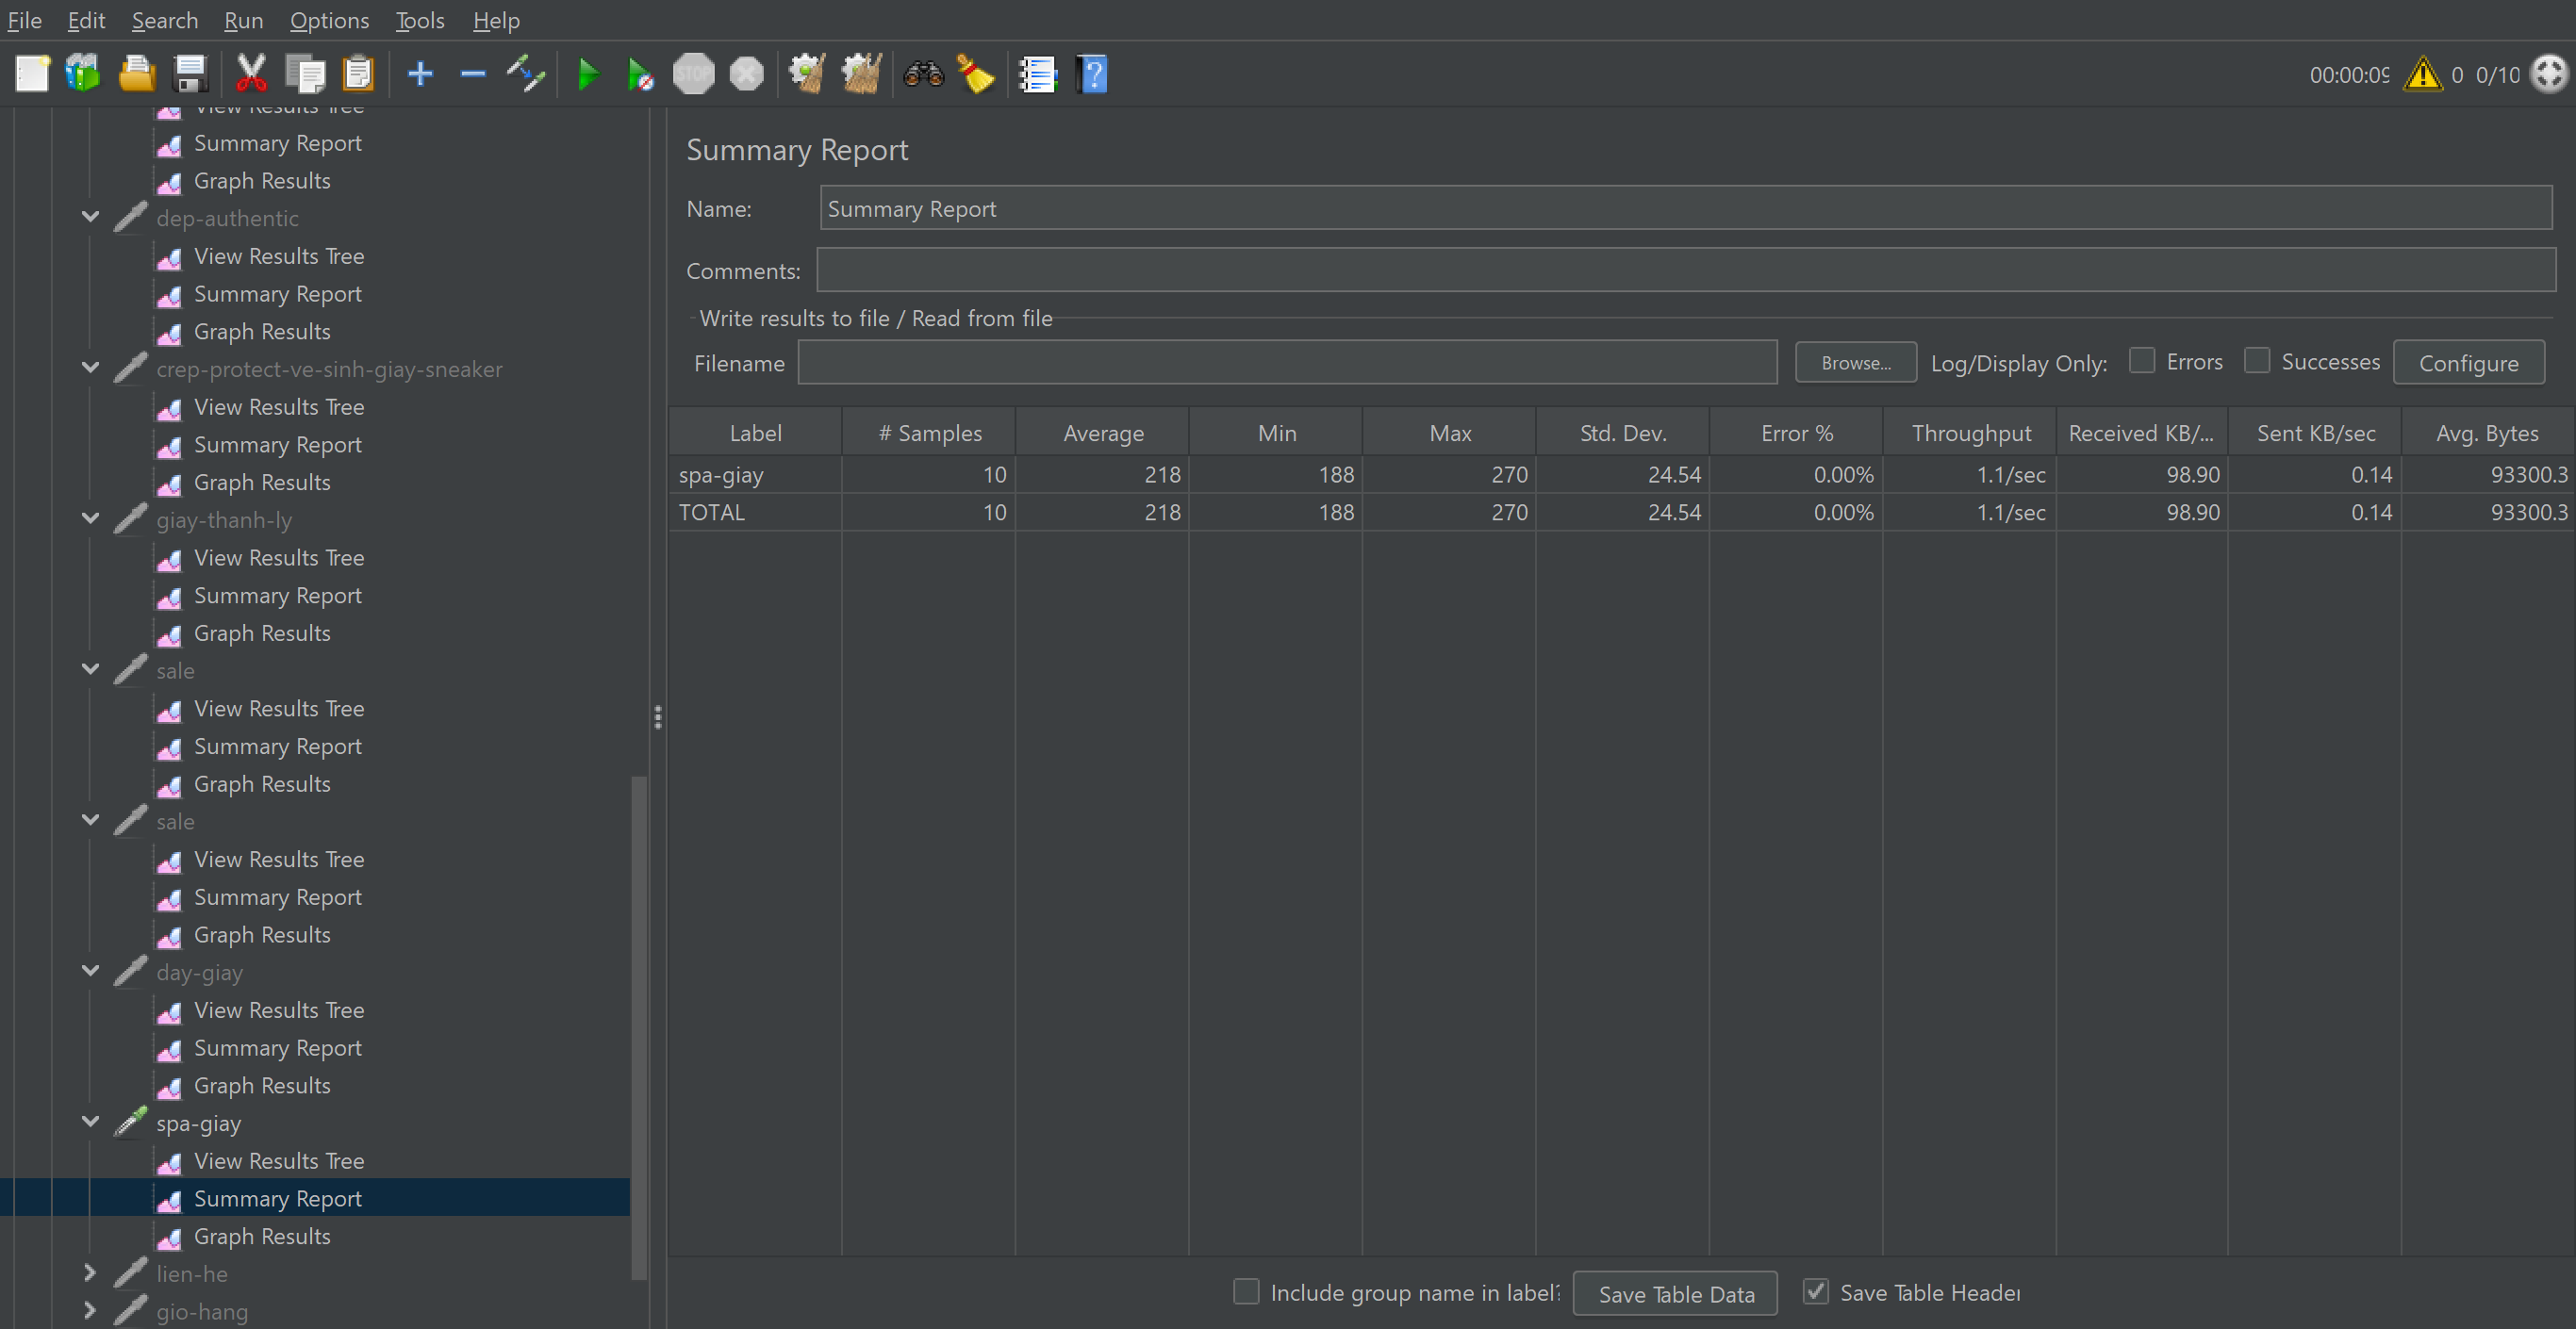 File Edit Search Run Options Tools Help
STOP
00:00:09 0 0/10
View Results Tree
Summary Report
Graph Results
dep-authentic
View Results Tree
Summary Report
Graph Results
crep-protect-ve-sinh-giay-sneaker
View Results Tree
Summary Report
Graph Results
giay-thanh-ly
View Results Tree
Summary Report
Graph Results
sale
View Results Tree
Summary Report
Graph Results
sale
View Results Tree
Summary Report
Graph Results
day-giay
View Results Tree
Summary Report
Graph Results
spa-giay
View Results Tree
Summary Report
Graph Results
lien-he
gio-hang
Summary Report
Name: Summary Report
Comments:
Write results to file / Read from file
Filename Browse... Log/Display Only: Errors Successes Configure
Label # Samples Average Min Max Std. Dev. Error % Throughput Received KB/... Sent KB/sec Avg. Bytes
spa-giay 10 218 188 270 24.54 0.00% 1.1/sec 98.90 0.14 93300.3
TOTAL 10 218 188 270 24.54 0.00% 1.1/sec 98.90 0.14 93300.3
Include group name in label? Save Table Data Save Table Header